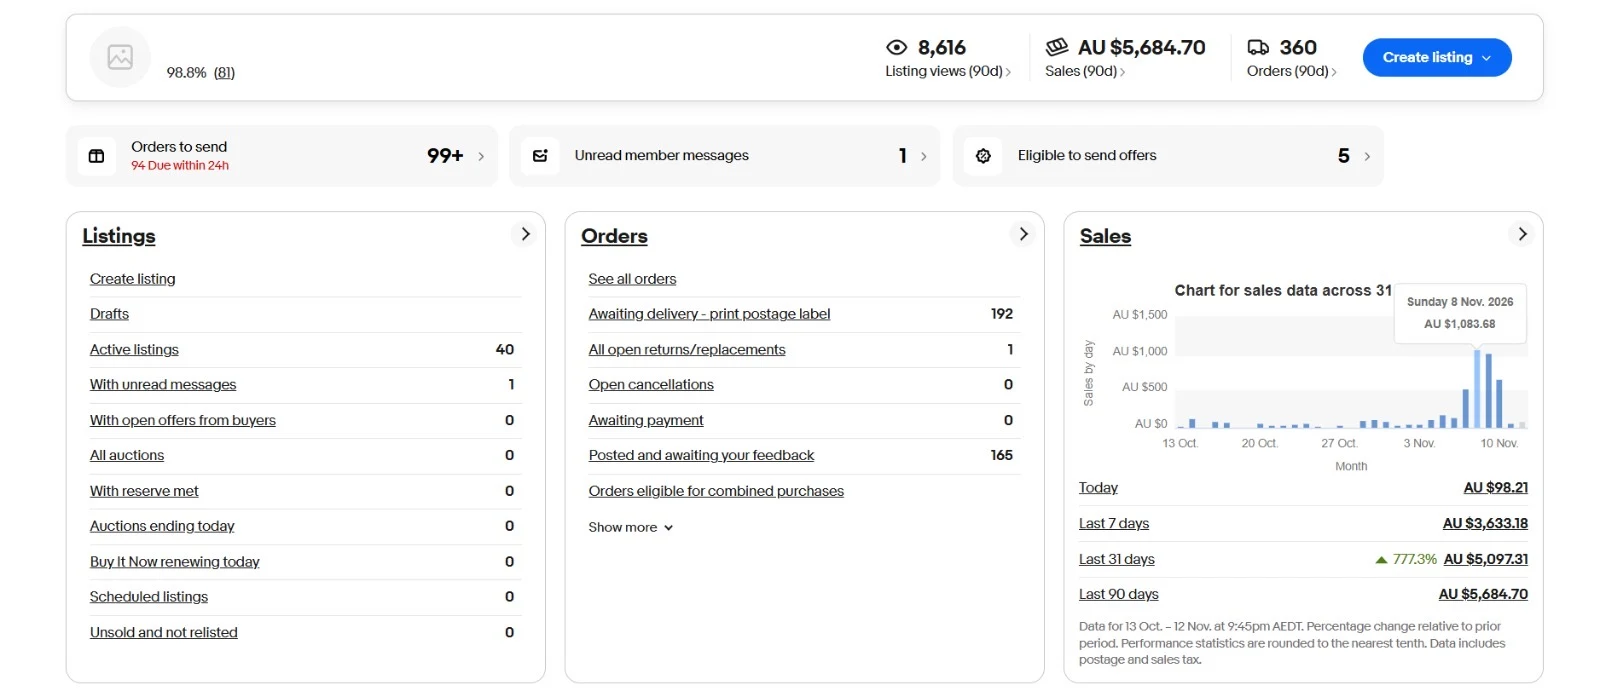 98.8% (81)
8,616
Listing views (90d)
AU $5,684.70
Sales (90d)
360
Orders (90d)
Create listing
Orders to send
94 Due within 24h
99+
Unread member messages
1
Eligible to send offers
5
Listings
Create listing
Drafts
Active listings 40
With unread messages 1
With open offers from buyers 0
All auctions 0
With reserve met 0
Auctions ending today 0
Buy It Now renewing today 0
Scheduled listings 0
Unsold and not relisted 0
Orders
See all orders
Awaiting delivery - print postage label 192
All open returns/replacements 1
Open cancellations 0
Awaiting payment 0
Posted and awaiting your feedback 165
Orders eligible for combined purchases
Show more
Sales
Chart for sales data across 31
Sunday 8 Nov. 2026
AU $1,083.68
Sales by day
AU $1,500
AU $1,000
AU $500
AU $0
13 Oct. 20 Oct. 27 Oct. 3 Nov. 10 Nov.
Month
Today AU $98.21
Last 7 days AU $3,633.18
Last 31 days 777.3% AU $5,097.31
Last 90 days AU $5,684.70
Data for 13 Oct. – 12 Nov. at 9:45pm AEDT. Percentage change relative to prior
period. Performance statistics are rounded to the nearest tenth. Data includes
postage and sales tax.